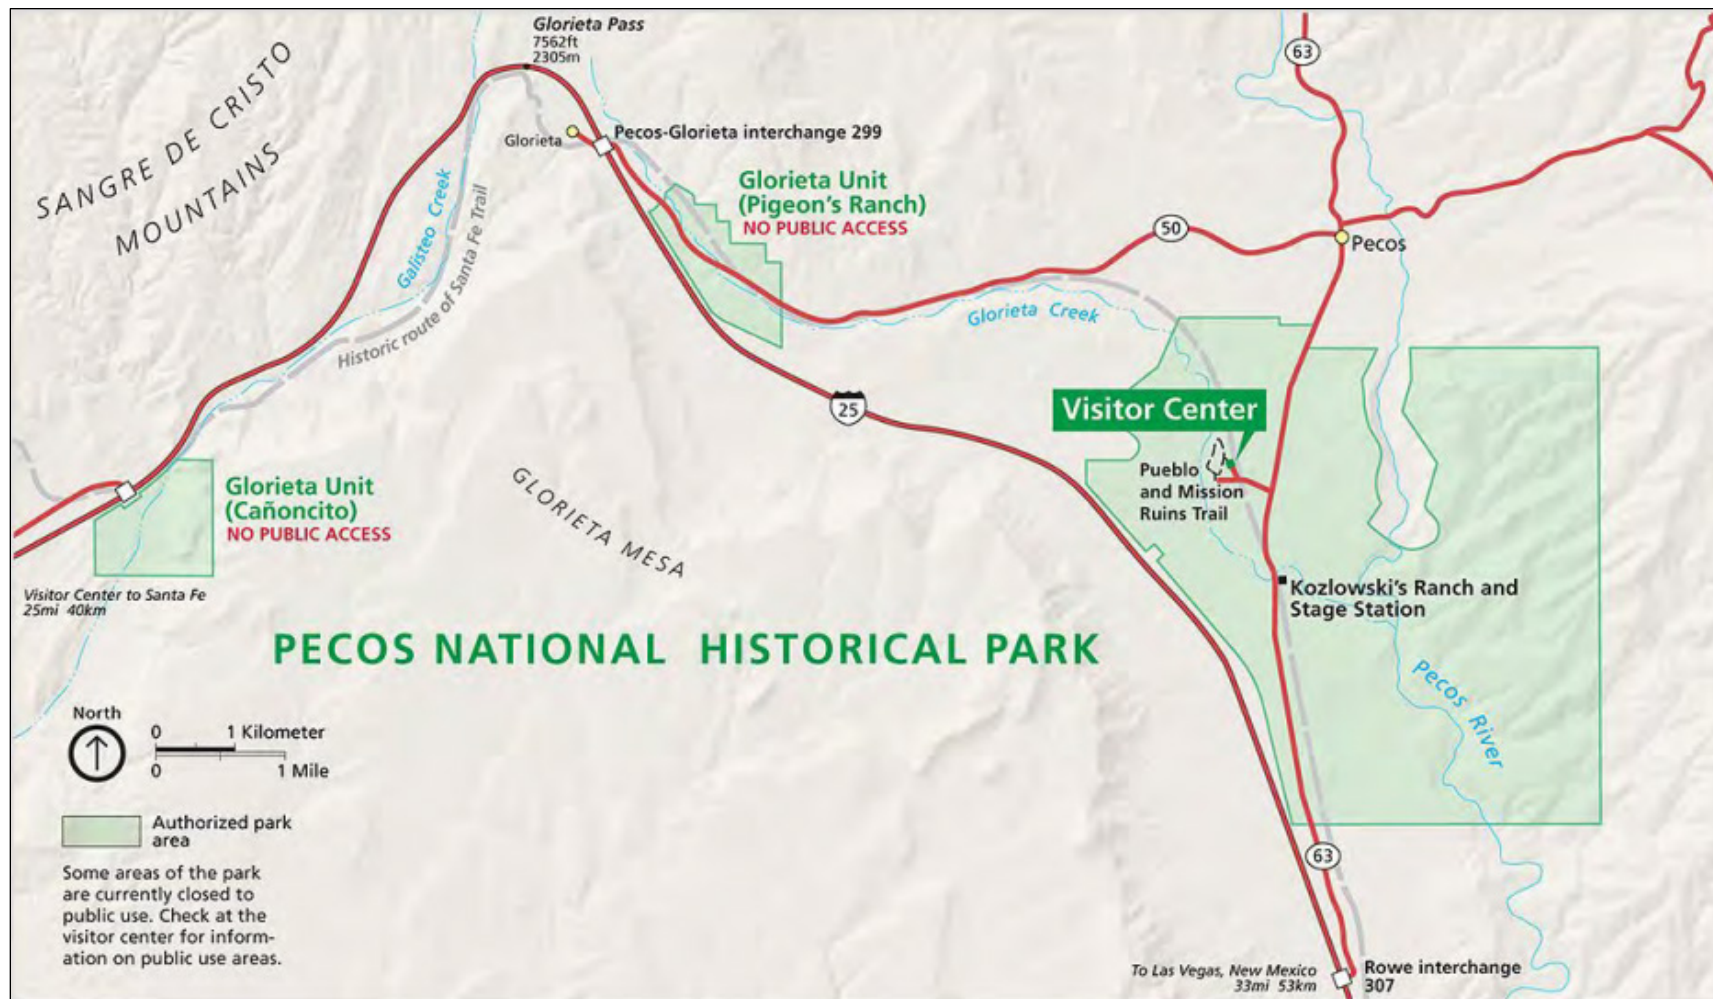 Glorieta Pass
7562ft
2305m
63
SANGRE DE CRISTO
MOUNTAINS
Glorieta
Pecos-Glorieta interchange 299
Glorieta Unit
(Pigeon's Ranch)
NO PUBLIC ACCESS
Galisteo Creek
Historic route of Santa Fe Trail
50
Pecos
Glorieta Creek
25
Visitor Center
Pueblo
and Mission
Ruins Trail
Glorieta Unit
(Cañoncito)
NO PUBLIC ACCESS
GLORIETA MESA
Visitor Center to Santa Fe
25mi 40km
Kozlowski's Ranch and
Stage Station
PECOS NATIONAL HISTORICAL PARK
Pecos River
North
0 1 Kilometer
0 1 Mile
Authorized park
area
Some areas of the park
are currently closed to
public use. Check at the
visitor center for inform-
ation on public use areas.
63
To Las Vegas, New Mexico
33mi 53km
Rowe interchange
307